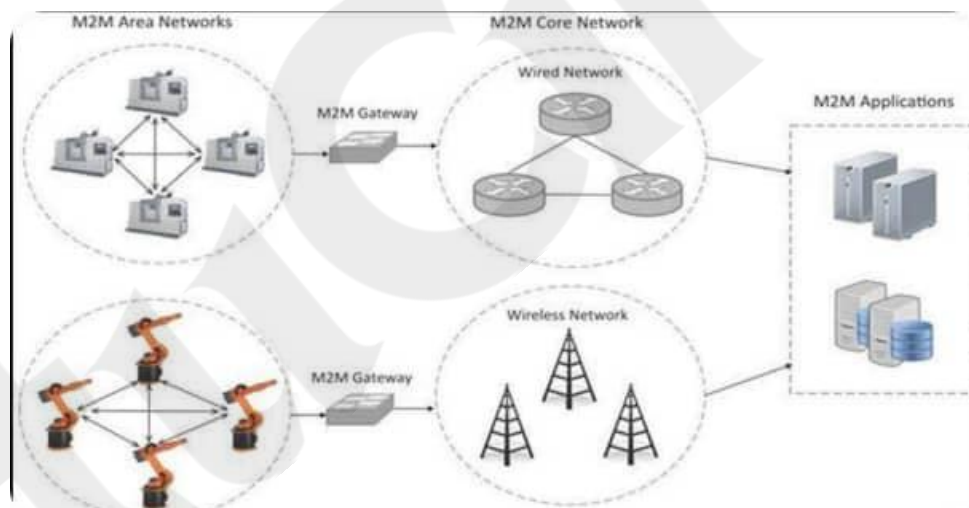 M2M Area Networks
M2M Core Network
Wired Network
M2M Gateway
M2M Applications
Wireless Network
M2M Gateway